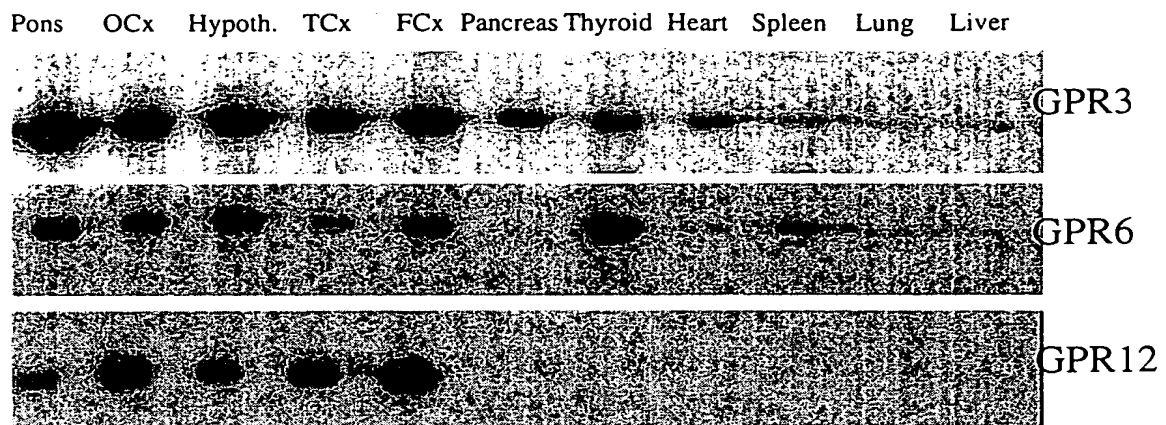 Pons OCx Hypoth. TCx FCx Pancreas Thyroid Heart Spleen Lung Liver
GPR3
GPR6
GPR12